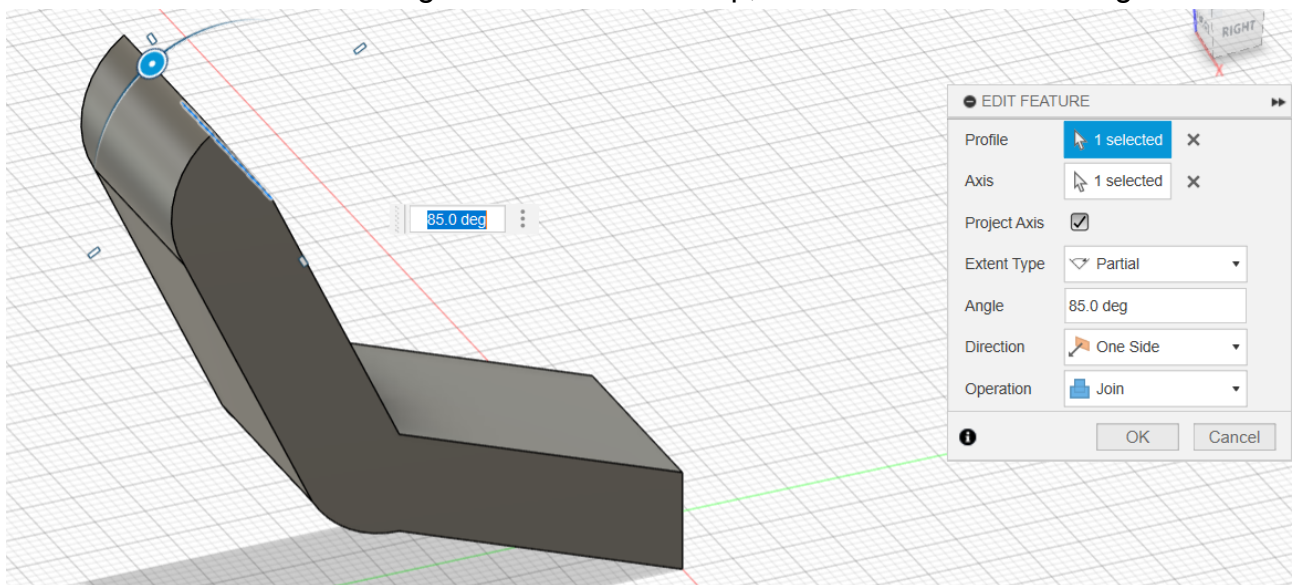 RIGHT
EDIT FEATURE
Profile
1 selected
Axis
1 selected
Project Axis
Extent Type
Partial
Angle
85.0 deg
Direction
One Side
Operation
Join
OK
Cancel
85.0 deg